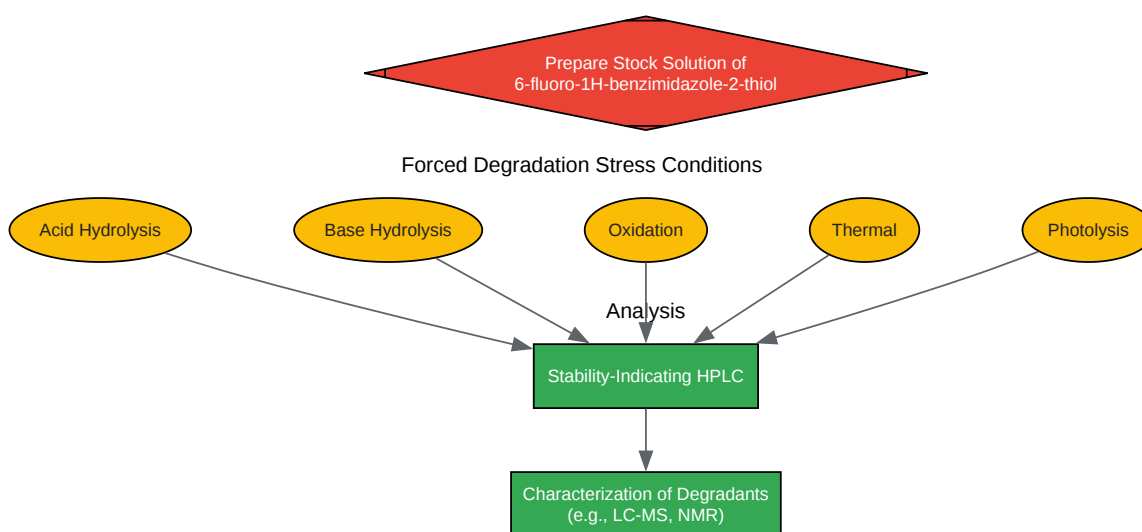 Prepare Stock Solution of
6-fluoro-1H-benzimidazole-2-thiol
Forced Degradation Stress Conditions
Acid Hydrolysis
Base Hydrolysis
Oxidation
Thermal
Photolysis
Analysis
Stability-Indicating HPLC
Characterization of Degradants
(e.g., LC-MS, NMR)